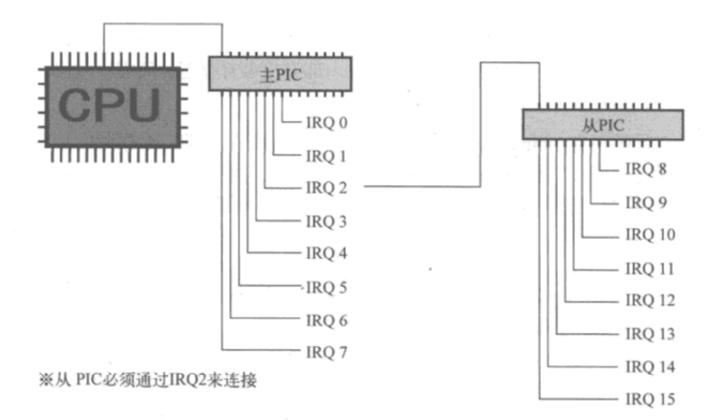 CPU
主PIC
IRQ 0
IRQ 1
IRQ 2
IRQ 3
IRQ 4
IRQ 5
IRQ 6
IRQ 7
从PIC
IRQ 8
IRQ 9
IRQ 10
IRQ 11
IRQ 12
IRQ 13
IRQ 14
IRQ 15
※从 PIC必须通过IRQ2来连接